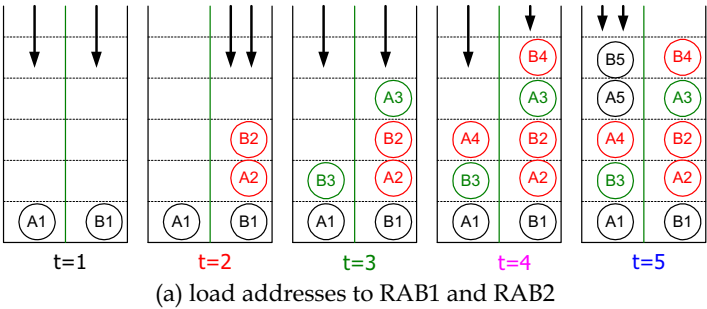 B4 B5 B4
A3 A3 A5 A3
B2 B2 A4 B2 A4 B2
A2 B3 A2 B3 A2 B3 A2
A1 B1 A1 B1 A1 B1 A1 B1 A1 B1
t=1 t=2 t=3 t=4 t=5
(a) load addresses to RAB1 and RAB2